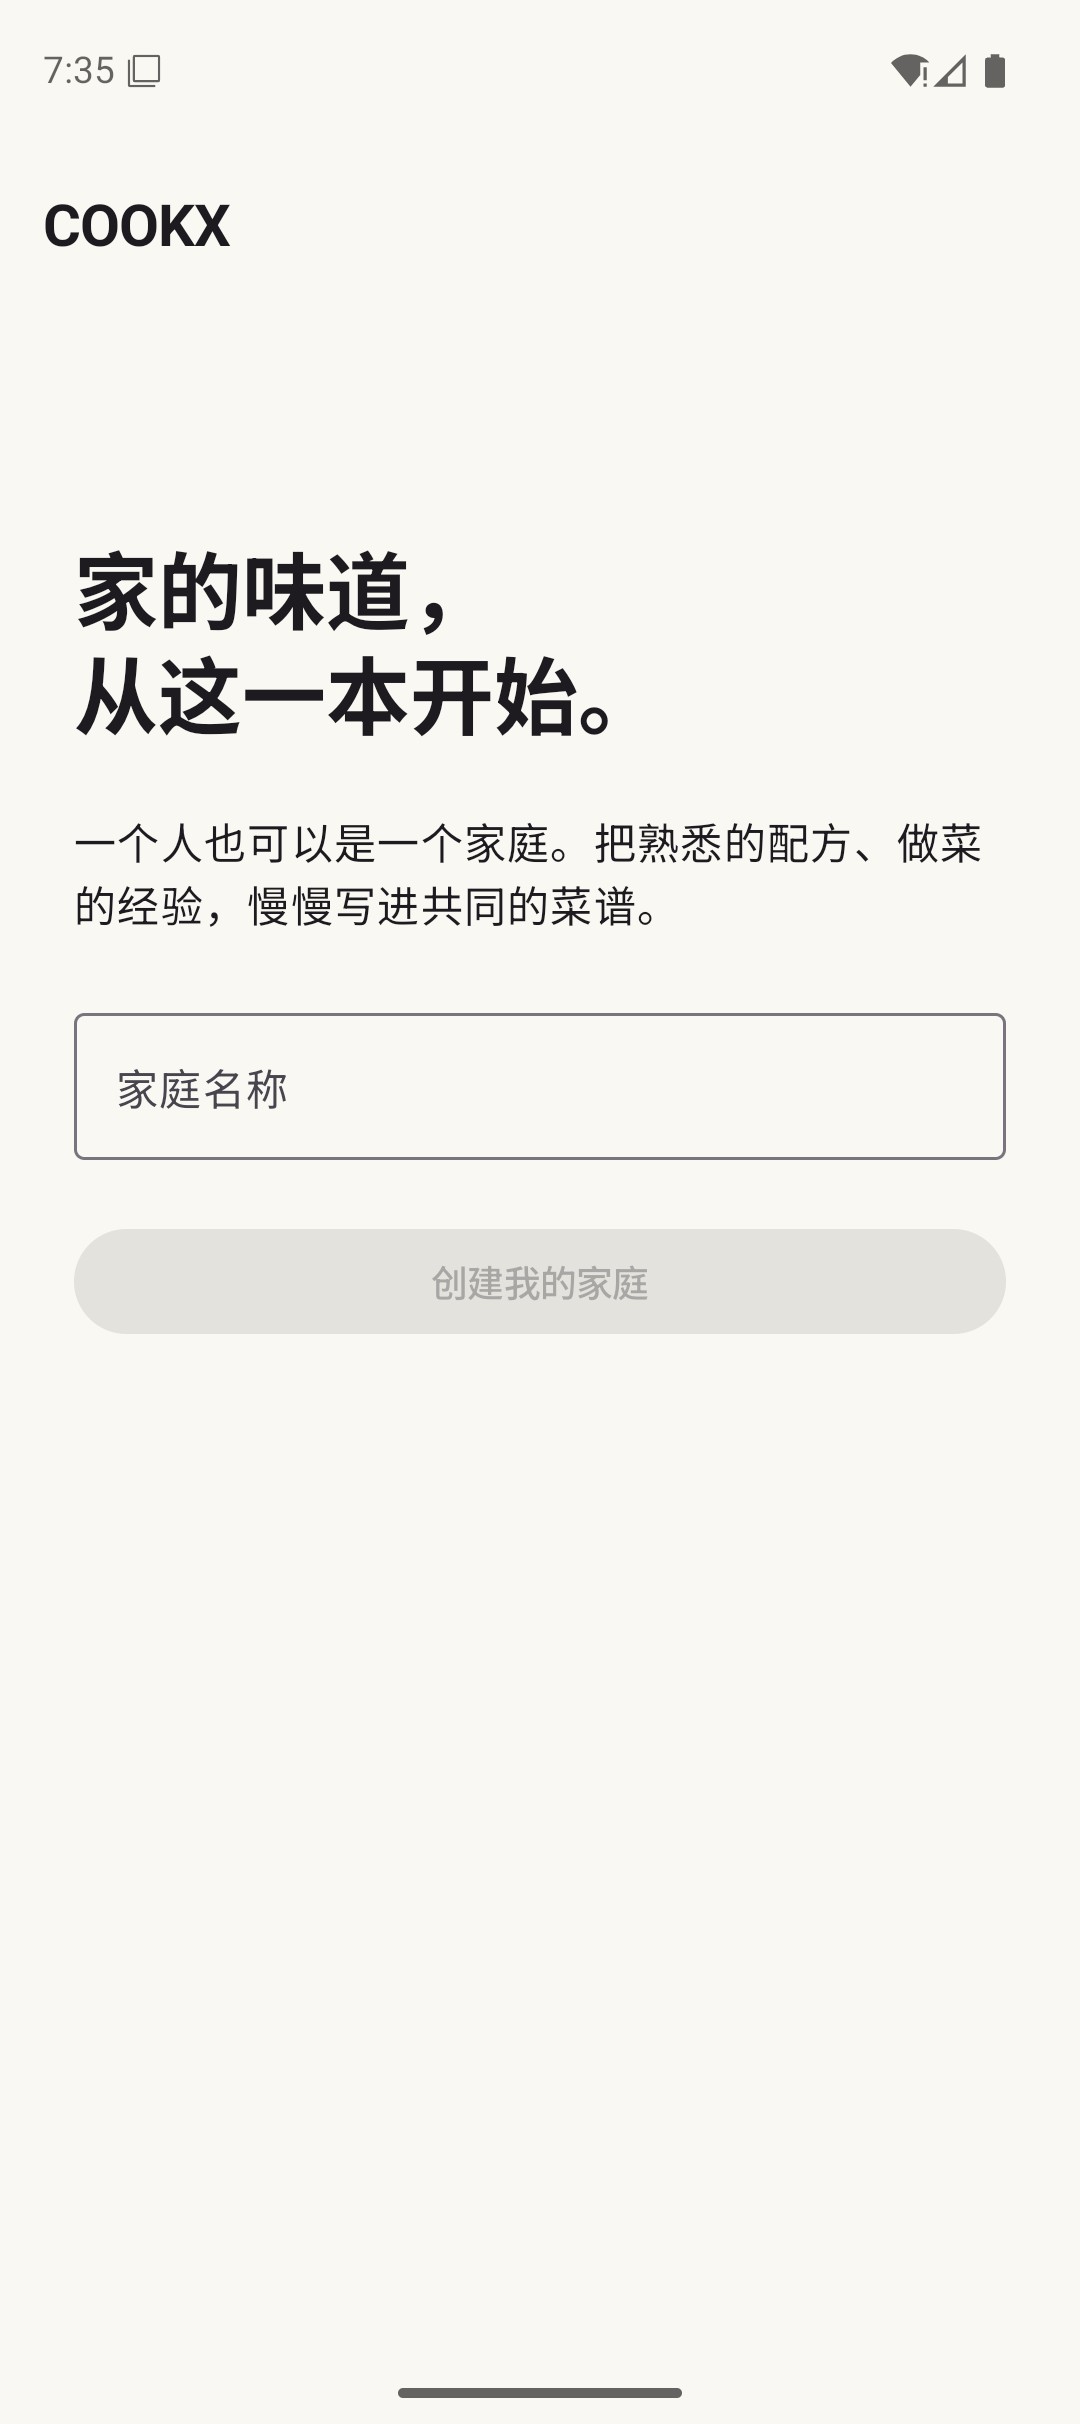 7:35
COOKX
家的味道，
从这一本开始。
一个人也可以是一个家庭。把熟悉的配方、做菜
的经验，慢慢写进共同的菜谱。
家庭名称
创建我的家庭